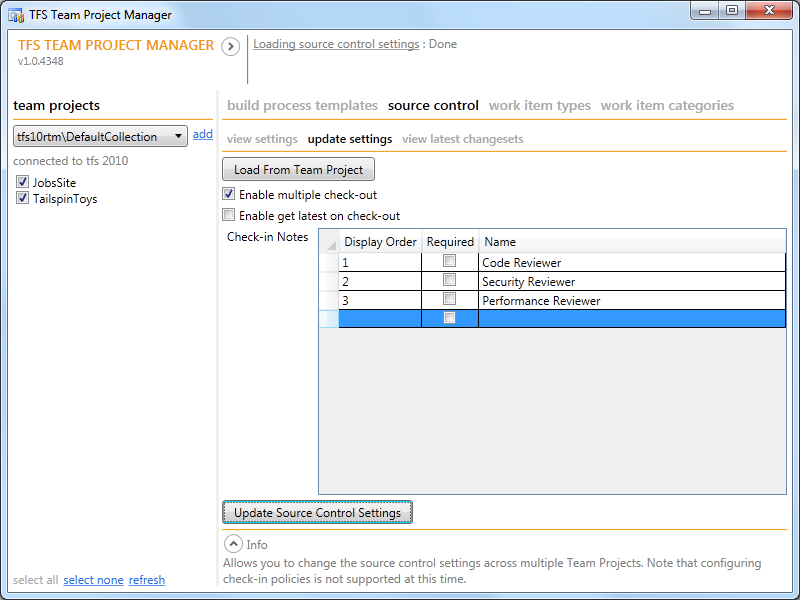 TFS Team Project Manager
TFS TEAM PROJECT MANAGER
v1.0.4348
Loading source control settings : Done
team projects
tfs10rtm\DefaultCollection
add
connected to tfs 2010
JobsSite
TailspinToys
select all select none refresh
build process templates source control work item types work item categories
view settings update settings view latest changesets
Load From Team Project
Enable multiple check-out
Enable get latest on check-out
Check-in Notes
Display Order Required Name
1 Code Reviewer
2 Security Reviewer
3 Performance Reviewer
Update Source Control Settings
Info
Allows you to change the source control settings across multiple Team Projects. Note that configuring
check-in policies is not supported at this time.